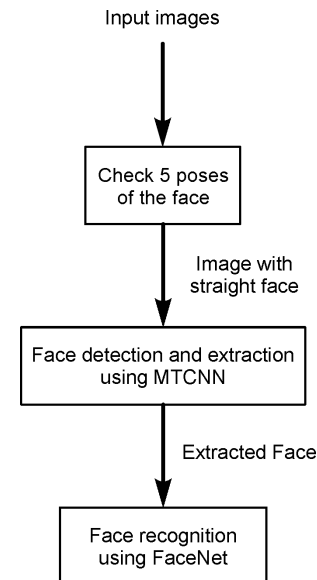 Input images
Check 5 poses
of the face
Image with
straight face
Face detection and extraction
using MTCNN
Extracted Face
Face recognition
using FaceNet